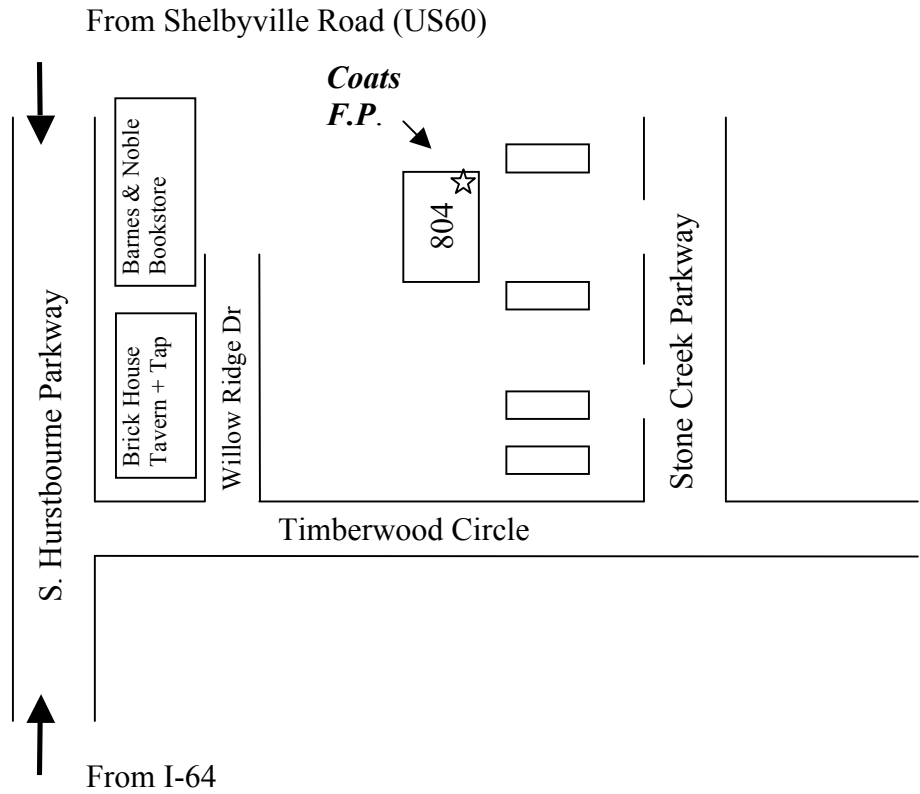 From Shelbyville Road (US60)
Coats
F.P.
Barnes & Noble
Bookstore
804
Brick House
Tavern + Tap
Willow Ridge Dr
S. Hurstbourne Parkway
Stone Creek Parkway
Timberwood Circle
From I-64